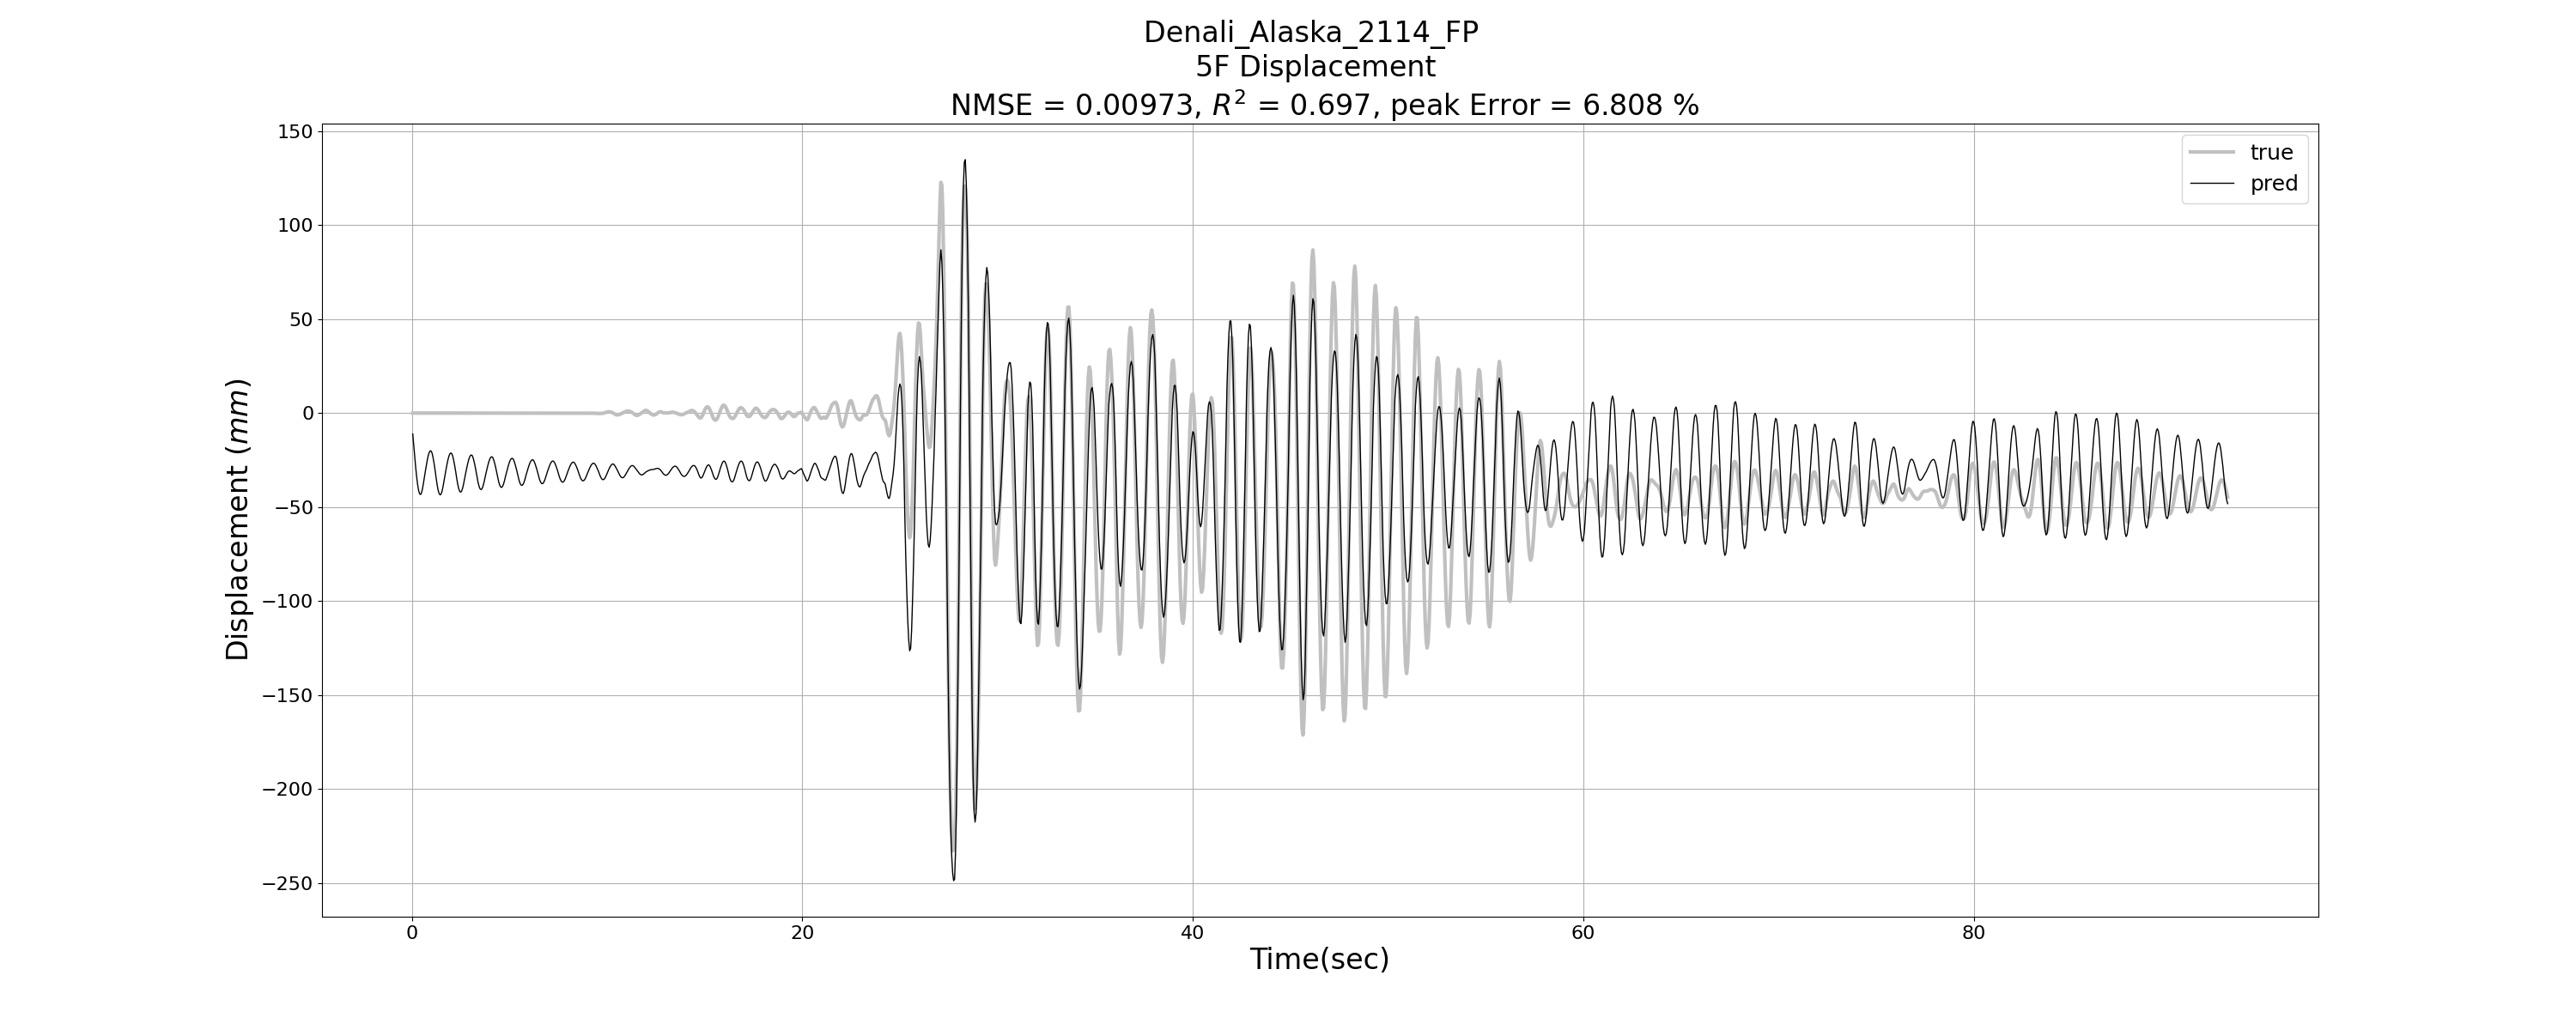 Denali_Alaska_2114_FP
5F Displacement
NMSE = 0.00973, R² = 0.697, peak Error = 6.808 %
150
100
50
0
−50
−100
−150
−200
−250
Displacement (mm)
true
pred
0 20 40 60 80
Time(sec)